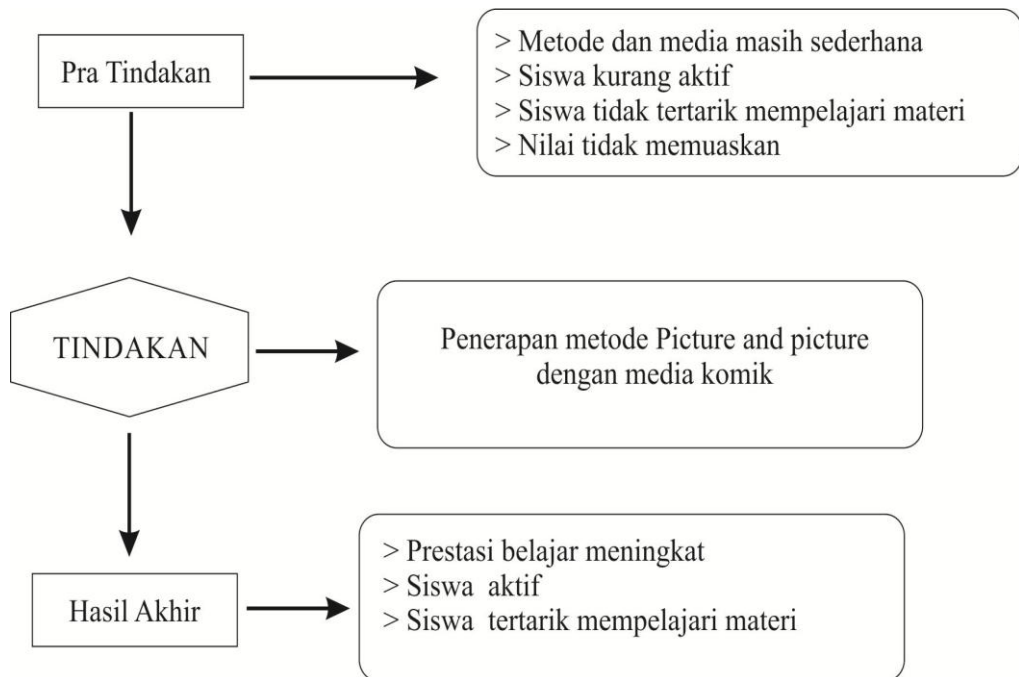 Pra Tindakan
> Metode dan media masih sederhana
> Siswa kurang aktif
> Siswa tidak tertarik mempelajari materi
> Nilai tidak memuaskan
TINDAKAN
Penerapan metode Picture and picture
dengan media komik
Hasil Akhir
> Prestasi belajar meningkat
> Siswa aktif
> Siswa tertarik mempelajari materi